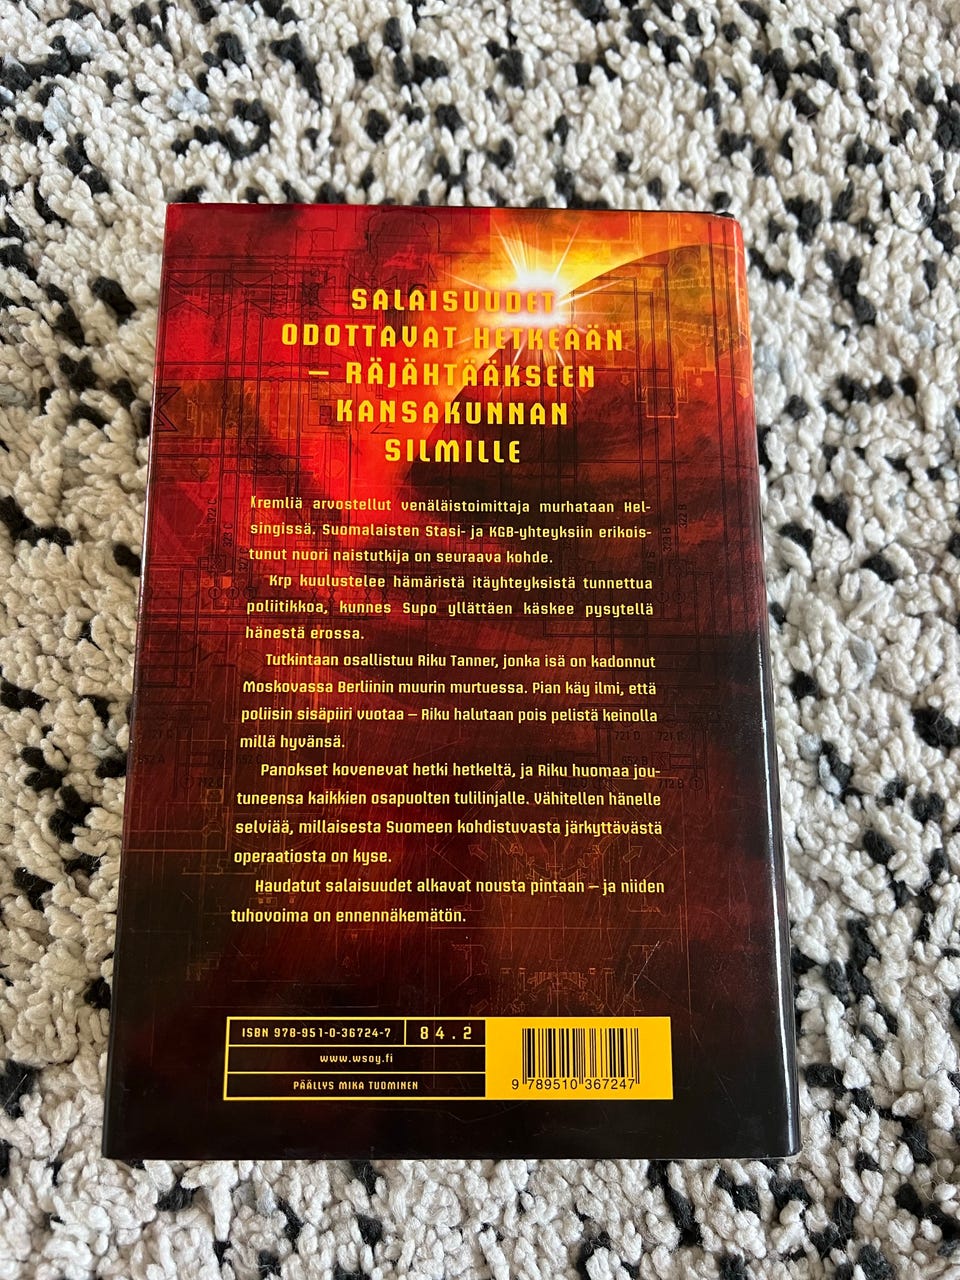 SALAISUUDET
ODOTTAVAT HETKEÄÄN
– RÄJÄHTÄÄKSEEN
KANSAKUNNAN
SILMILLE
Kremliä arvostellut venäläistoimittaja murhataan Hel-
singissä. Suomalaisten Stasi- ja KGB-yhteyksiin erikois-
tunut nuori naistutkija on seuraava kohde.
Krp kuulustelee hämäristä itäyhteyksistä tunnettua
poliitikkoa, kunnes Supo yllättäen käskee pysytellä
hänestä erossa.
Tutkintaan osallistuu Riku Tanner, jonka isä on kadonnut
Moskovassa Berliinin muurin murtuessa. Pian käy ilmi, että
poliisin sisäpiiri vuotaa – Riku halutaan pois pelistä keinolla
millä hyvänsä.
Panokset kovenevat hetki hetkeltä, ja Riku huomaa jou-
tuneensa kaikkien osapuolten tulilinjalle. Vähitellen hänelle
selviää, millaisesta Suomeen kohdistuvasta järkyttävästä
operaatiosta on kyse.
Haudatut salaisuudet alkavat nousta pintaan – ja niiden
tuhovoima on ennennäkemätön.
ISBN 978-951-0-36724-7 84.2
www.wsoy.fi
PÄÄLLYS MIKA TUOMINEN
9 789510 367247